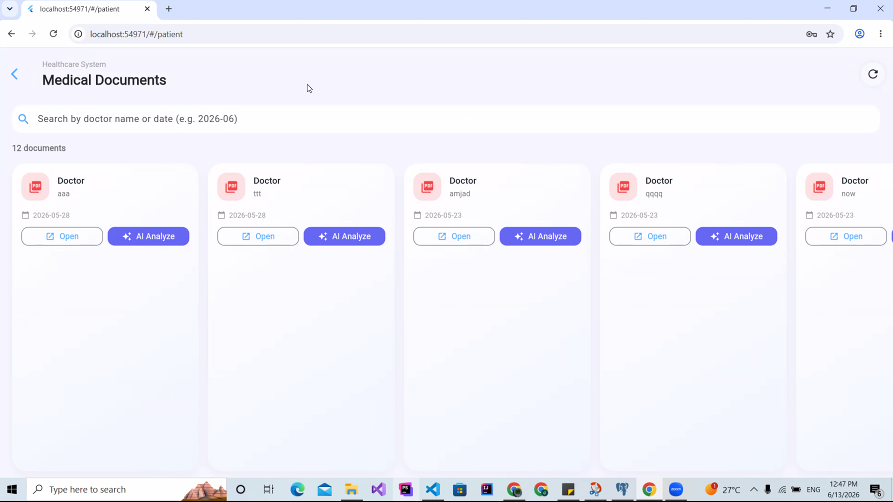 localhost:54971/#/patient
localhost:54971/#/patient
Healthcare System
Medical Documents
Search by doctor name or date (e.g. 2026-06)
12 documents
PDF Doctor
aaa
2026-05-28
Open AI Analyze
PDF Doctor
ttt
2026-05-28
Open AI Analyze
PDF Doctor
amjad
2026-05-23
Open AI Analyze
PDF Doctor
qqqq
2026-05-23
Open AI Analyze
PDF Doctor
now
2026-05-23
Open
Type here to search
zoom
27°C
ENG
12:47 PM
6/13/2026